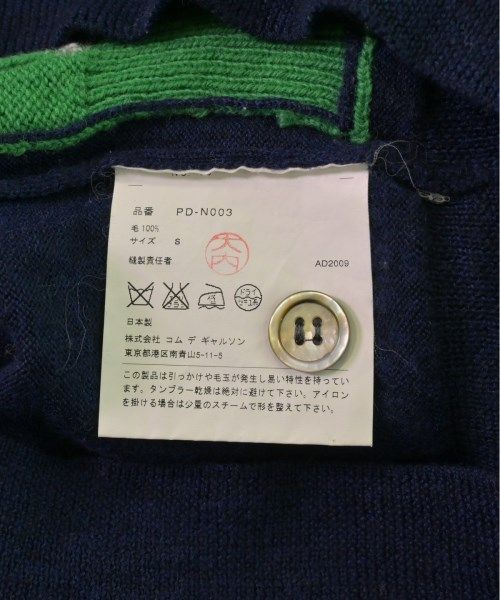 品番 PD-N003
毛 100%
サイズ S
大内
縫製責任者
AD2009
ドライ
日本製
株式会社 コム デ ギャルソン
東京都港区南青山5-11-5
この製品は引っかけや毛玉が発生し易い特性を持ってい
ます。タンブラー乾燥は絶対に避けて下さい。アイロン
を掛ける場合は少量のスチームで形を整えて下さい。